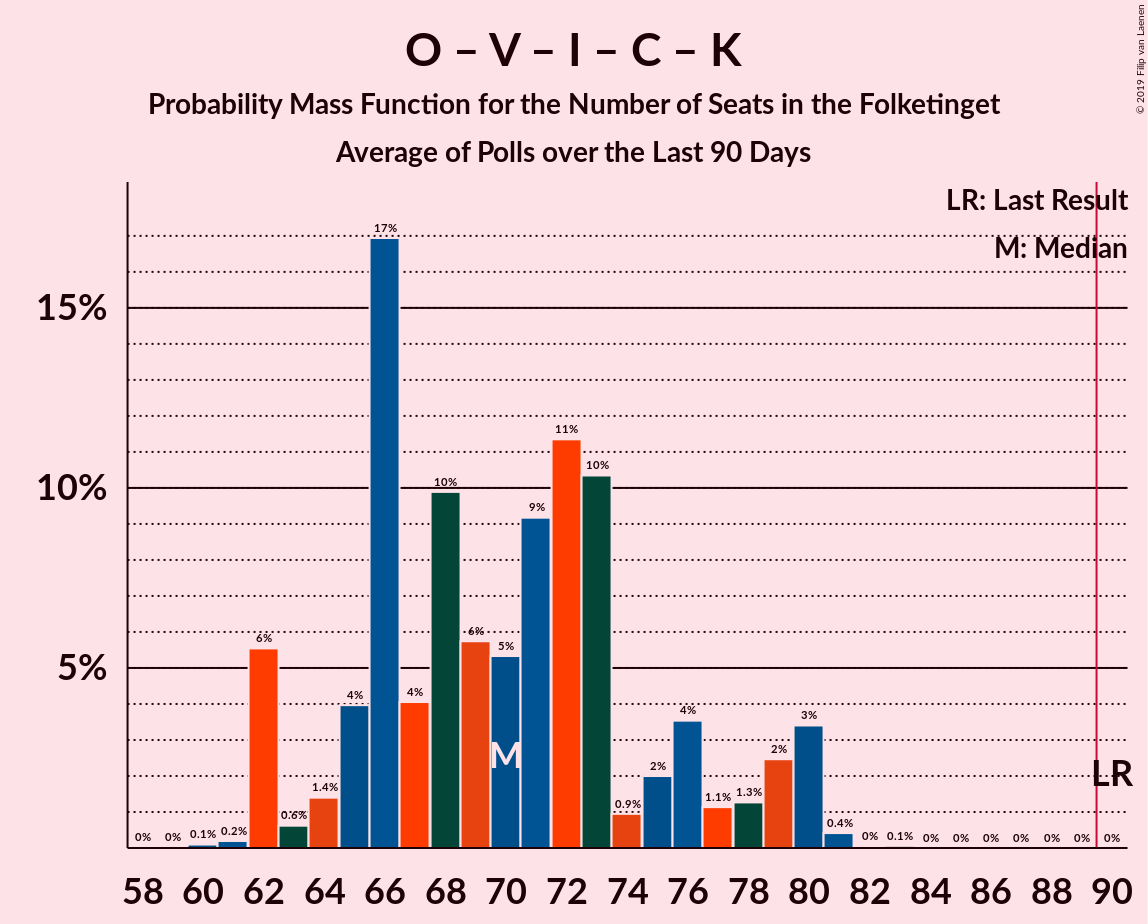 O – V – I – C – K
Probability Mass Function for the Number of Seats in the Folketinget
Average of Polls over the Last 90 Days
© 2019 Filip van Laenen
LR: Last Result
M: Median
15%
10%
5%
0% 0% 0.1% 0.2% 6% 0.6% 1.4% 4% 17% 4% 10% 6% 5% 9% 11% 10% 0.9% 2% 4% 1.1% 1.3% 2% 3% 0.4% 0% 0.1% 0% 0% 0% 0% 0% 0% 0%
M
LR
58 60 62 64 66 68 70 72 74 76 78 80 82 84 86 88 90